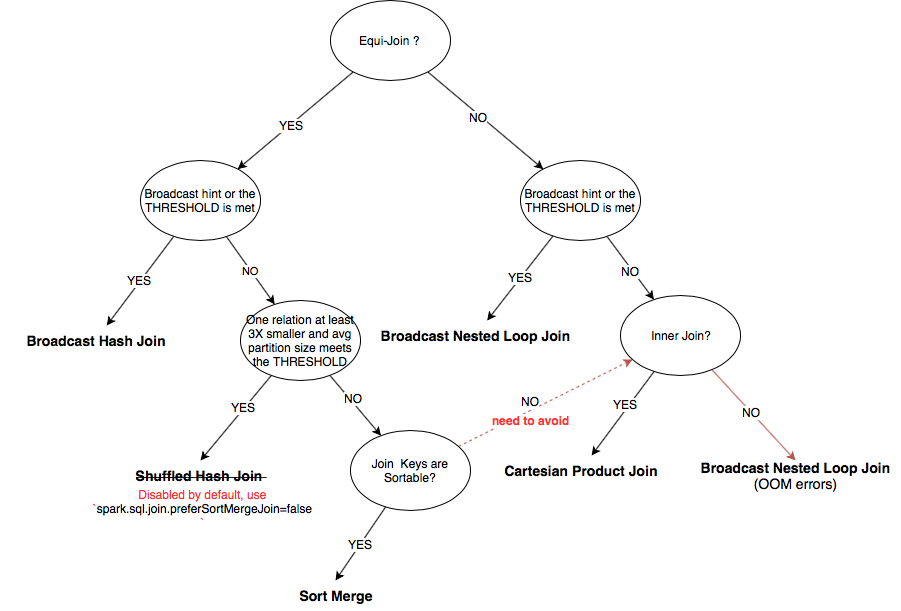 Equi-Join ?
YES
NO
Broadcast hint or the
THRESHOLD is met
Broadcast hint or the
THRESHOLD is met
YES
NO
YES
NO
Broadcast Hash Join
One relation at least
3X smaller and avg
partition size meets
the THRESHOLD
Broadcast Nested Loop Join
Inner Join?
YES
NO
NO
need to avoid
YES
NO
Shuffled Hash Join
Disabled by default, use
`spark.sql.join.preferSortMergeJoin=false
`
Join Keys are
Sortable?
Cartesian Product Join
Broadcast Nested Loop Join
(OOM errors)
YES
Sort Merge